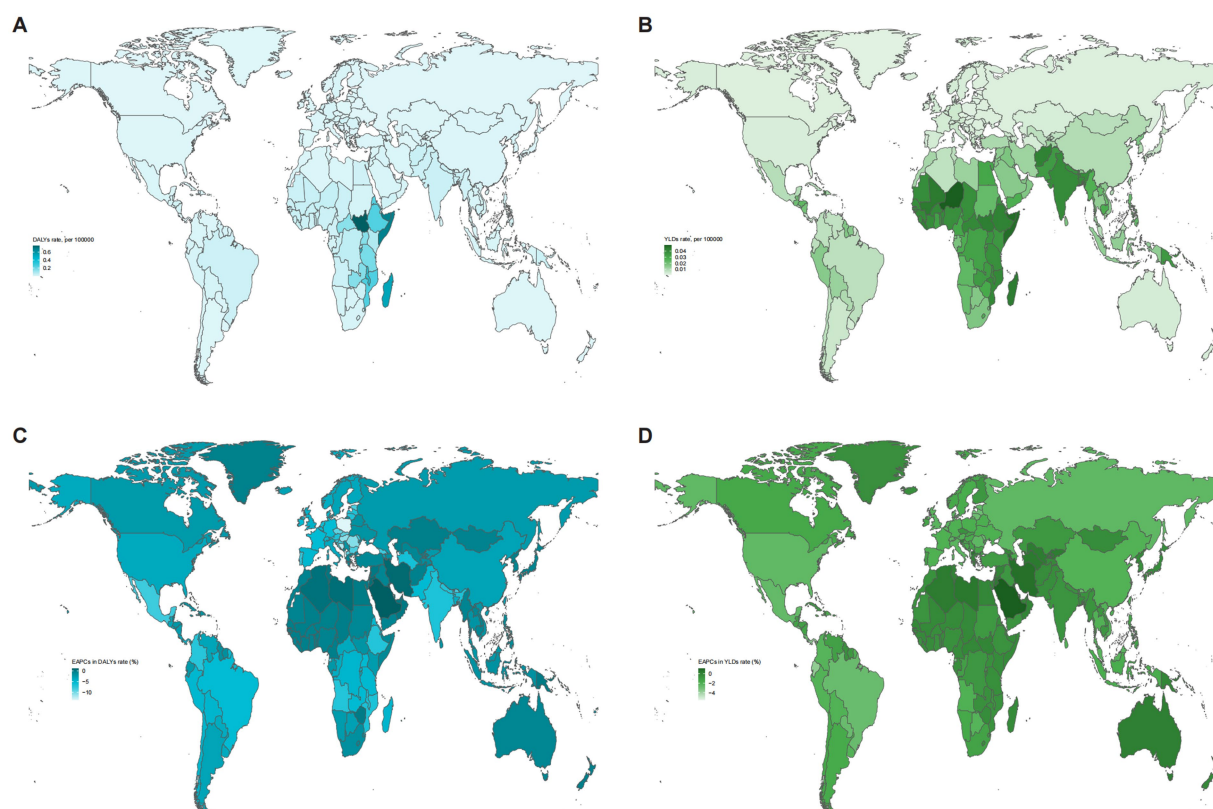 A
B
DALYs rate, per 100000
0.6
0.4
0.2
YLDs rate, per 100000
0.04
0.03
0.02
0.01
C
D
EAPCs in DALYs rate (%)
0
−5
−10
EAPCs in YLDs rate (%)
0
−2
−4